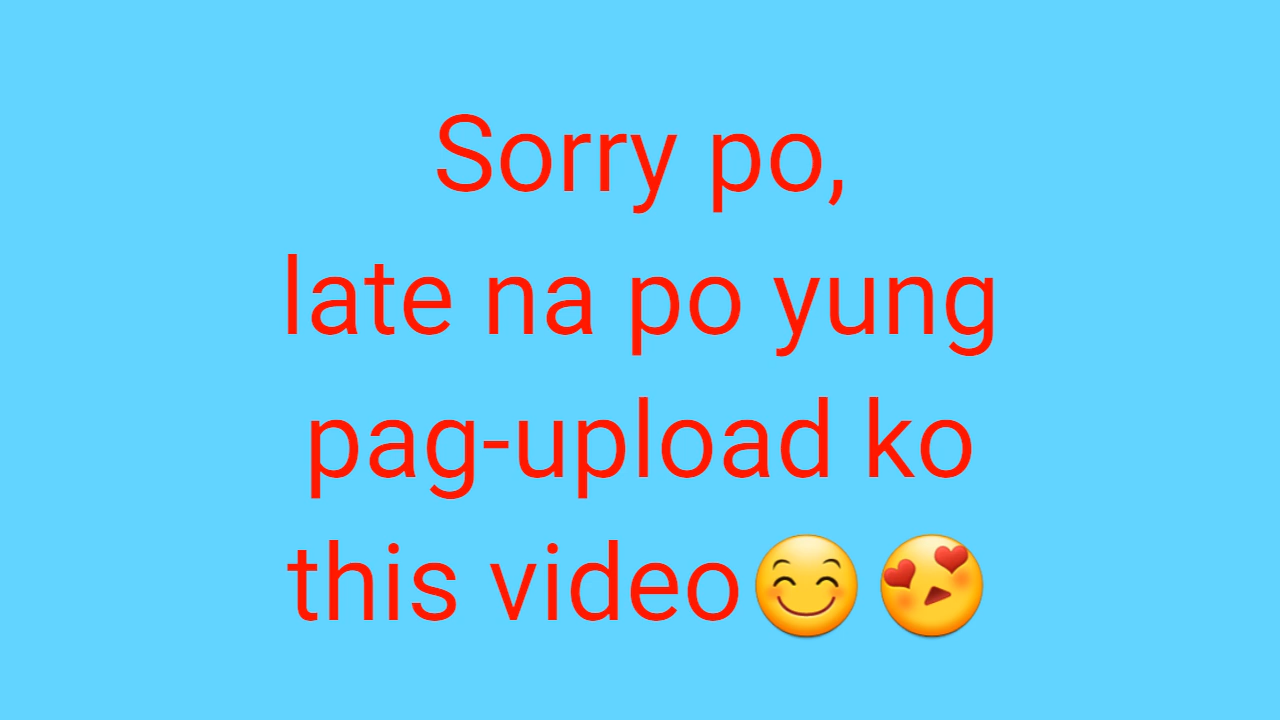 Sorry po,
late na po yung
pag-upload ko
this video😊😍